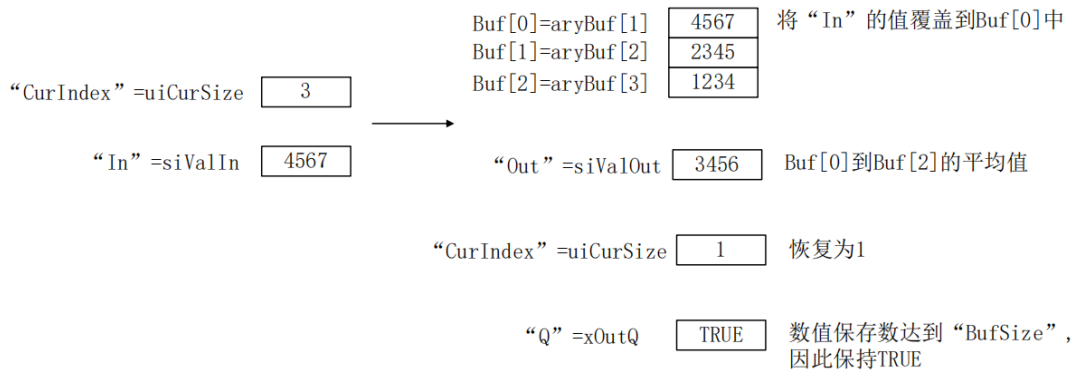 Buf[0]=aryBuf[1] 4567 将“In”的值覆盖到Buf[0]中
Buf[1]=aryBuf[2] 2345
Buf[2]=aryBuf[3] 1234
“CurIndex”=uiCurSize 3
“In”=siValIn 4567
“Out”=siValOut 3456 Buf[0]到Buf[2]的平均值
“CurIndex”=uiCurSize 1 恢复为1
“Q”=xOutQ TRUE 数值保存数达到“BufSize”,
因此保持TRUE